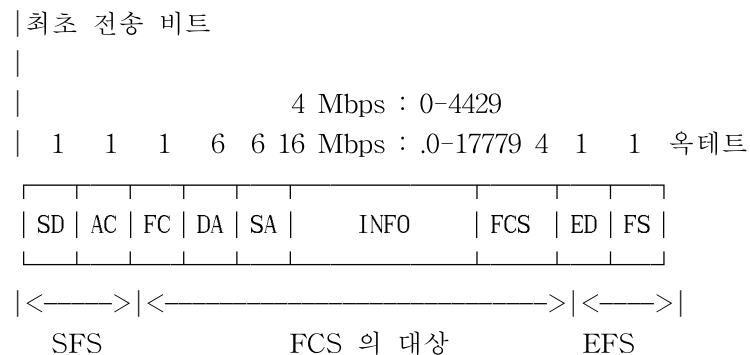 |최초 전송 비트
|
| 4 Mbps : 0-4429
| 1 1 1 6 6 16 Mbps : .0-17779 4 1 1 옥테트
| SD | AC | FC | DA | SA | INFO | FCS | ED | FS |
|<----->|<---------------------------->|<---->|
SFS FCS 의 대상 EFS